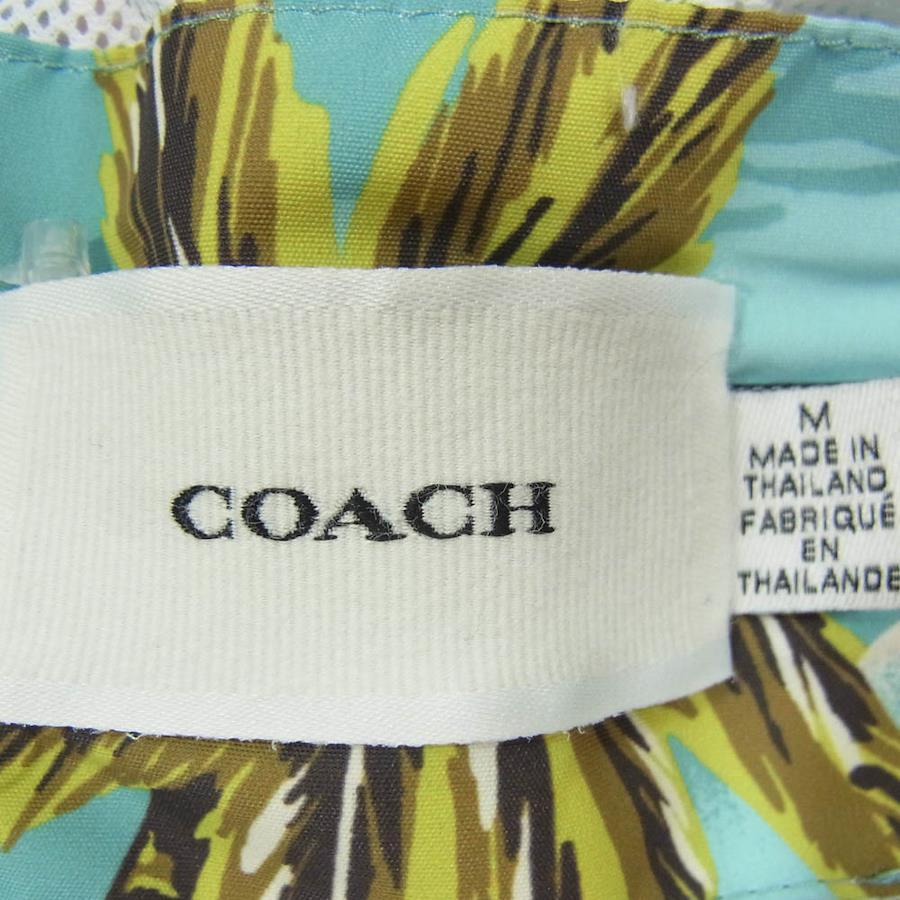 COACH
M
MADE IN
THAILAND
FABRIQUÉ
EN
THAILANDE